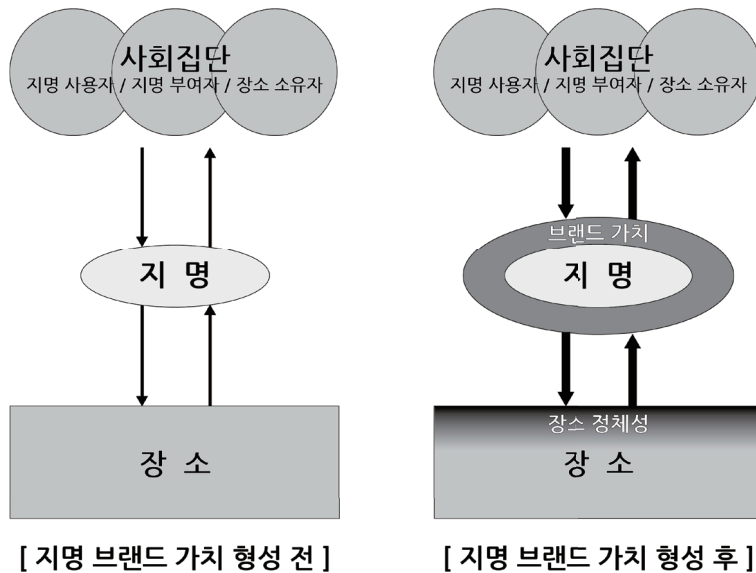 사회집단
지명 사용자 / 지명 부여자 / 장소 소유자
지 명
장 소
[ 지명 브랜드 가치 형성 전 ]
사회집단
지명 사용자 / 지명 부여자 / 장소 소유자
브랜드 가치
지 명
장스 정체성
장 소
[ 지명 브랜드 가치 형성 후 ]